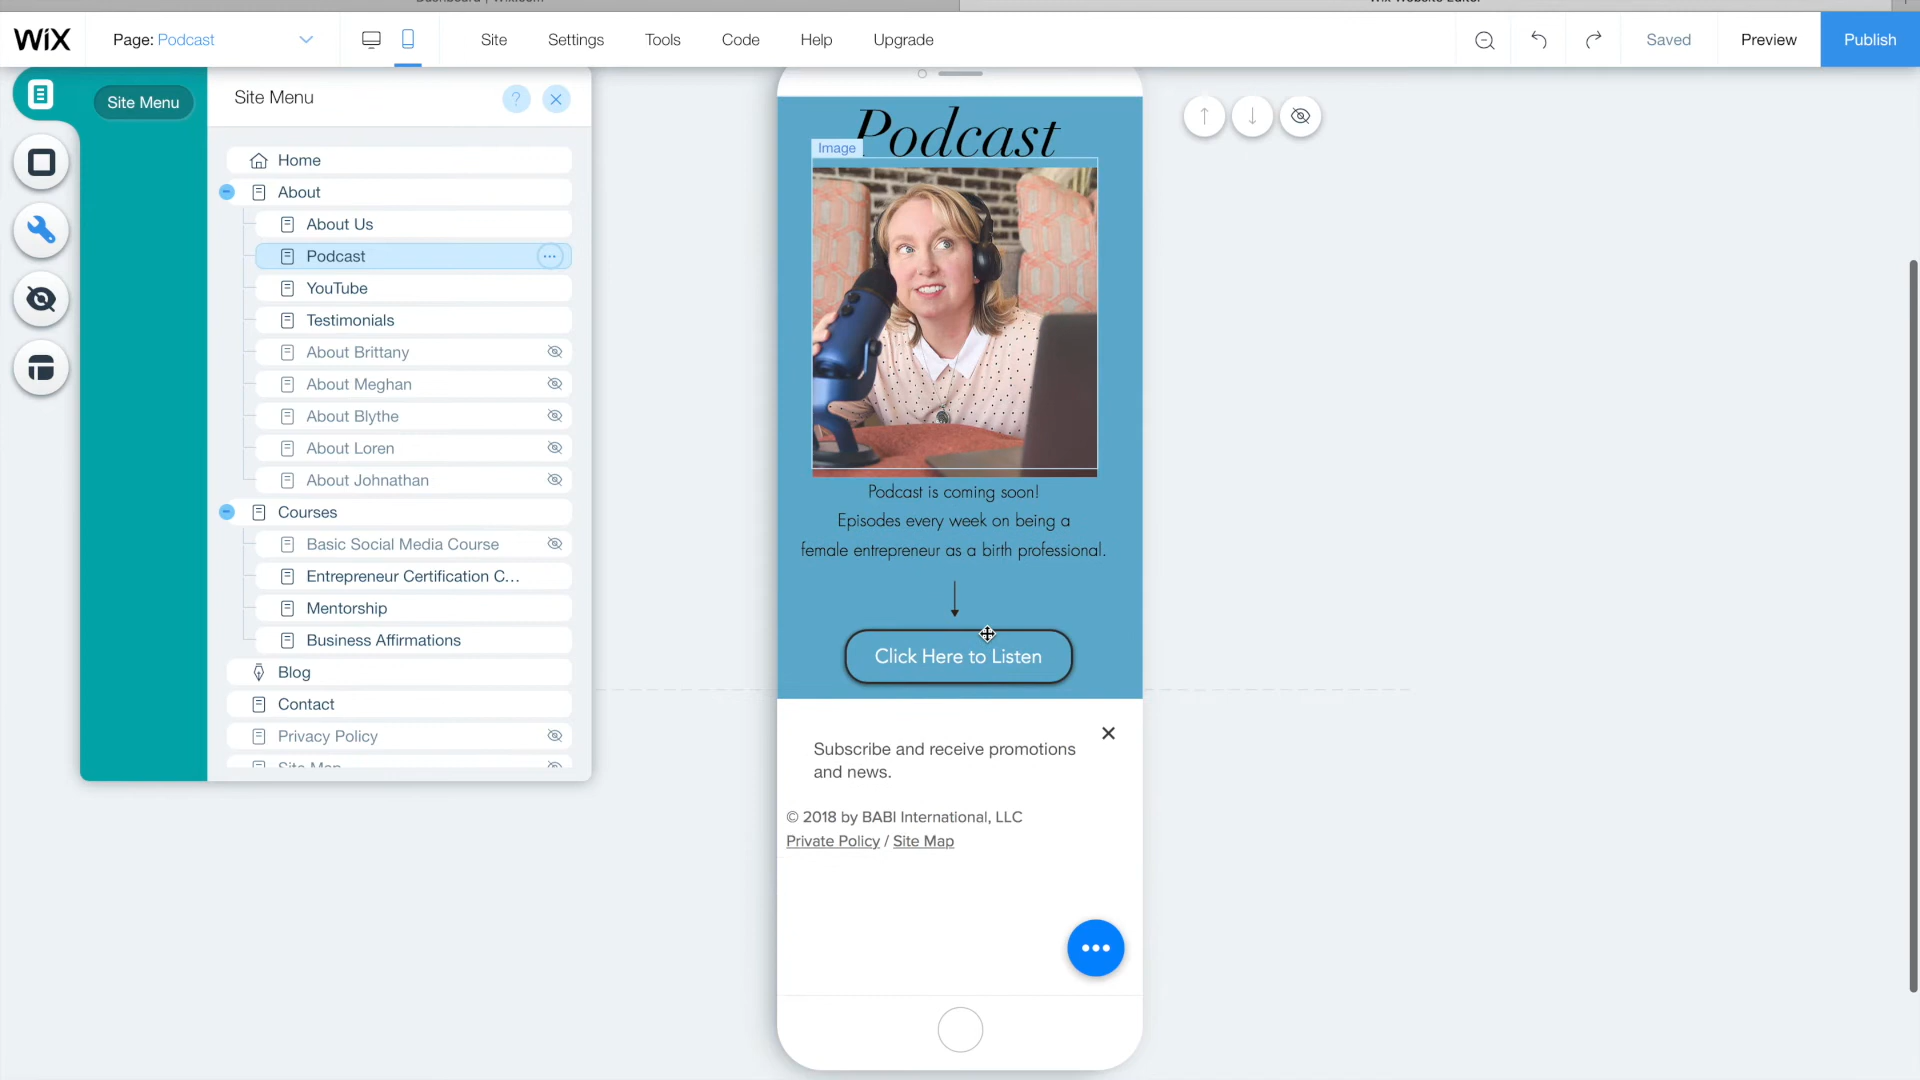 WiX
Page: Podcast
Site
Settings
Tools
Code
Help
Upgrade
Saved
Preview
Publish
Site Menu
Site Menu
?
Home
About
About Us
Podcast
YouTube
Testimonials
About Brittany
About Meghan
About Blythe
About Loren
About Johnathan
Courses
Basic Social Media Course
Entrepreneur Certification C...
Mentorship
Business Affirmations
Blog
Contact
Privacy Policy
Site Map
Podcast
Image
Podcast is coming soon!
Episodes every week on being a
female entrepreneur as a birth professional.
Click Here to Listen
Subscribe and receive promotions
and news.
© 2018 by BABI International, LLC
Private Policy / Site Map